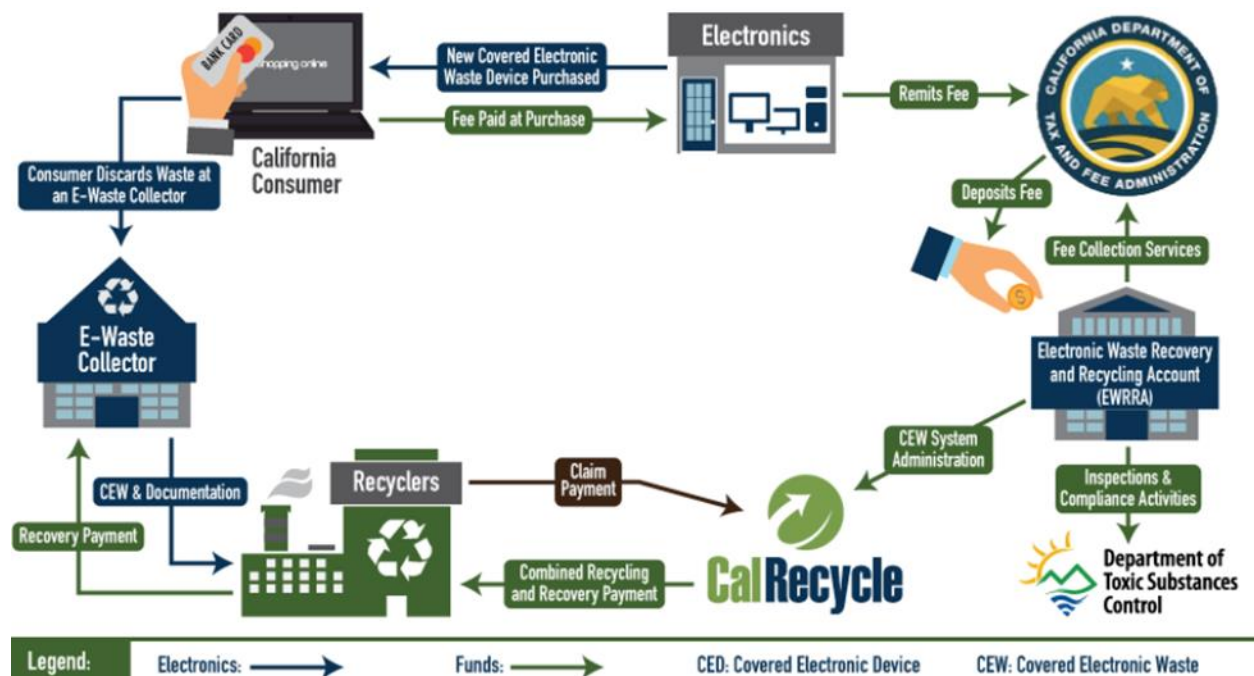 BANK CARD
shopping online
California
Consumer
New Covered Electronic
Waste Device Purchased
Fee Paid at Purchase
Electronics
Remits Fee
CALIFORNIA DEPARTMENT OF
TAX AND FEE ADMINISTRATION
Consumer Discards Waste at
an E-Waste Collector
Deposits Fee
$
Fee Collection Services
E-Waste
Collector
Electronic Waste Recovery
and Recycling Account
(EWRRA)
CEW System
Administration
Inspections &
Compliance Activities
CEW & Documentation
Recovery Payment
Recyclers
Claim
Payment
Combined Recycling
and Recovery Payment
CalRecycle
Department of
Toxic Substances
Control
Legend:
Electronics:
Funds:
CED: Covered Electronic Device
CEW: Covered Electronic Waste